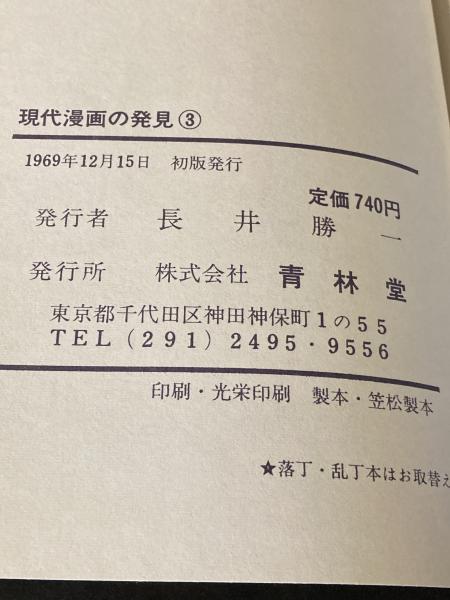 現代漫画の発見③
1969年12月15日 初版発行
定価 740円
発行者 長井勝一
発行所 株式会社 青林堂
東京都千代田区神田神保町1の55
TEL(291)2495・9556
印刷・光栄印刷 製本・笠松製本
★落丁・乱丁本はお取替え